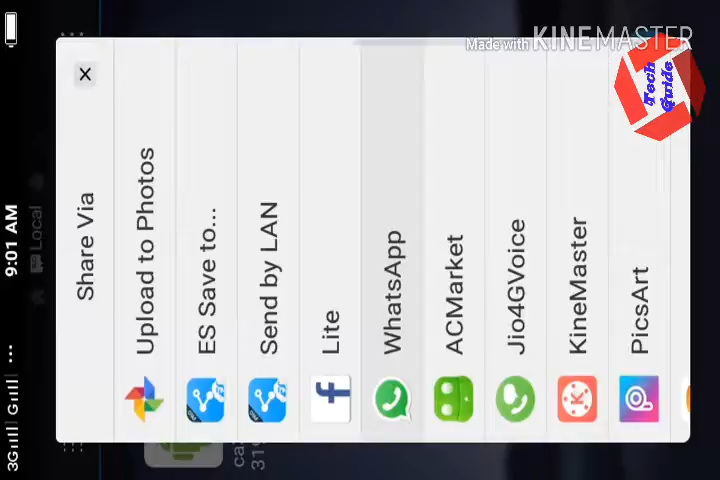 Made with KINEMASTER
Tech
Guide
3G G ... 9:01 AM
Local
Share Via
Upload to Photos
ES Save to...
Send by LAN
Lite
WhatsApp
ACMarket
Jio4GVoice
KineMaster
PicsArt